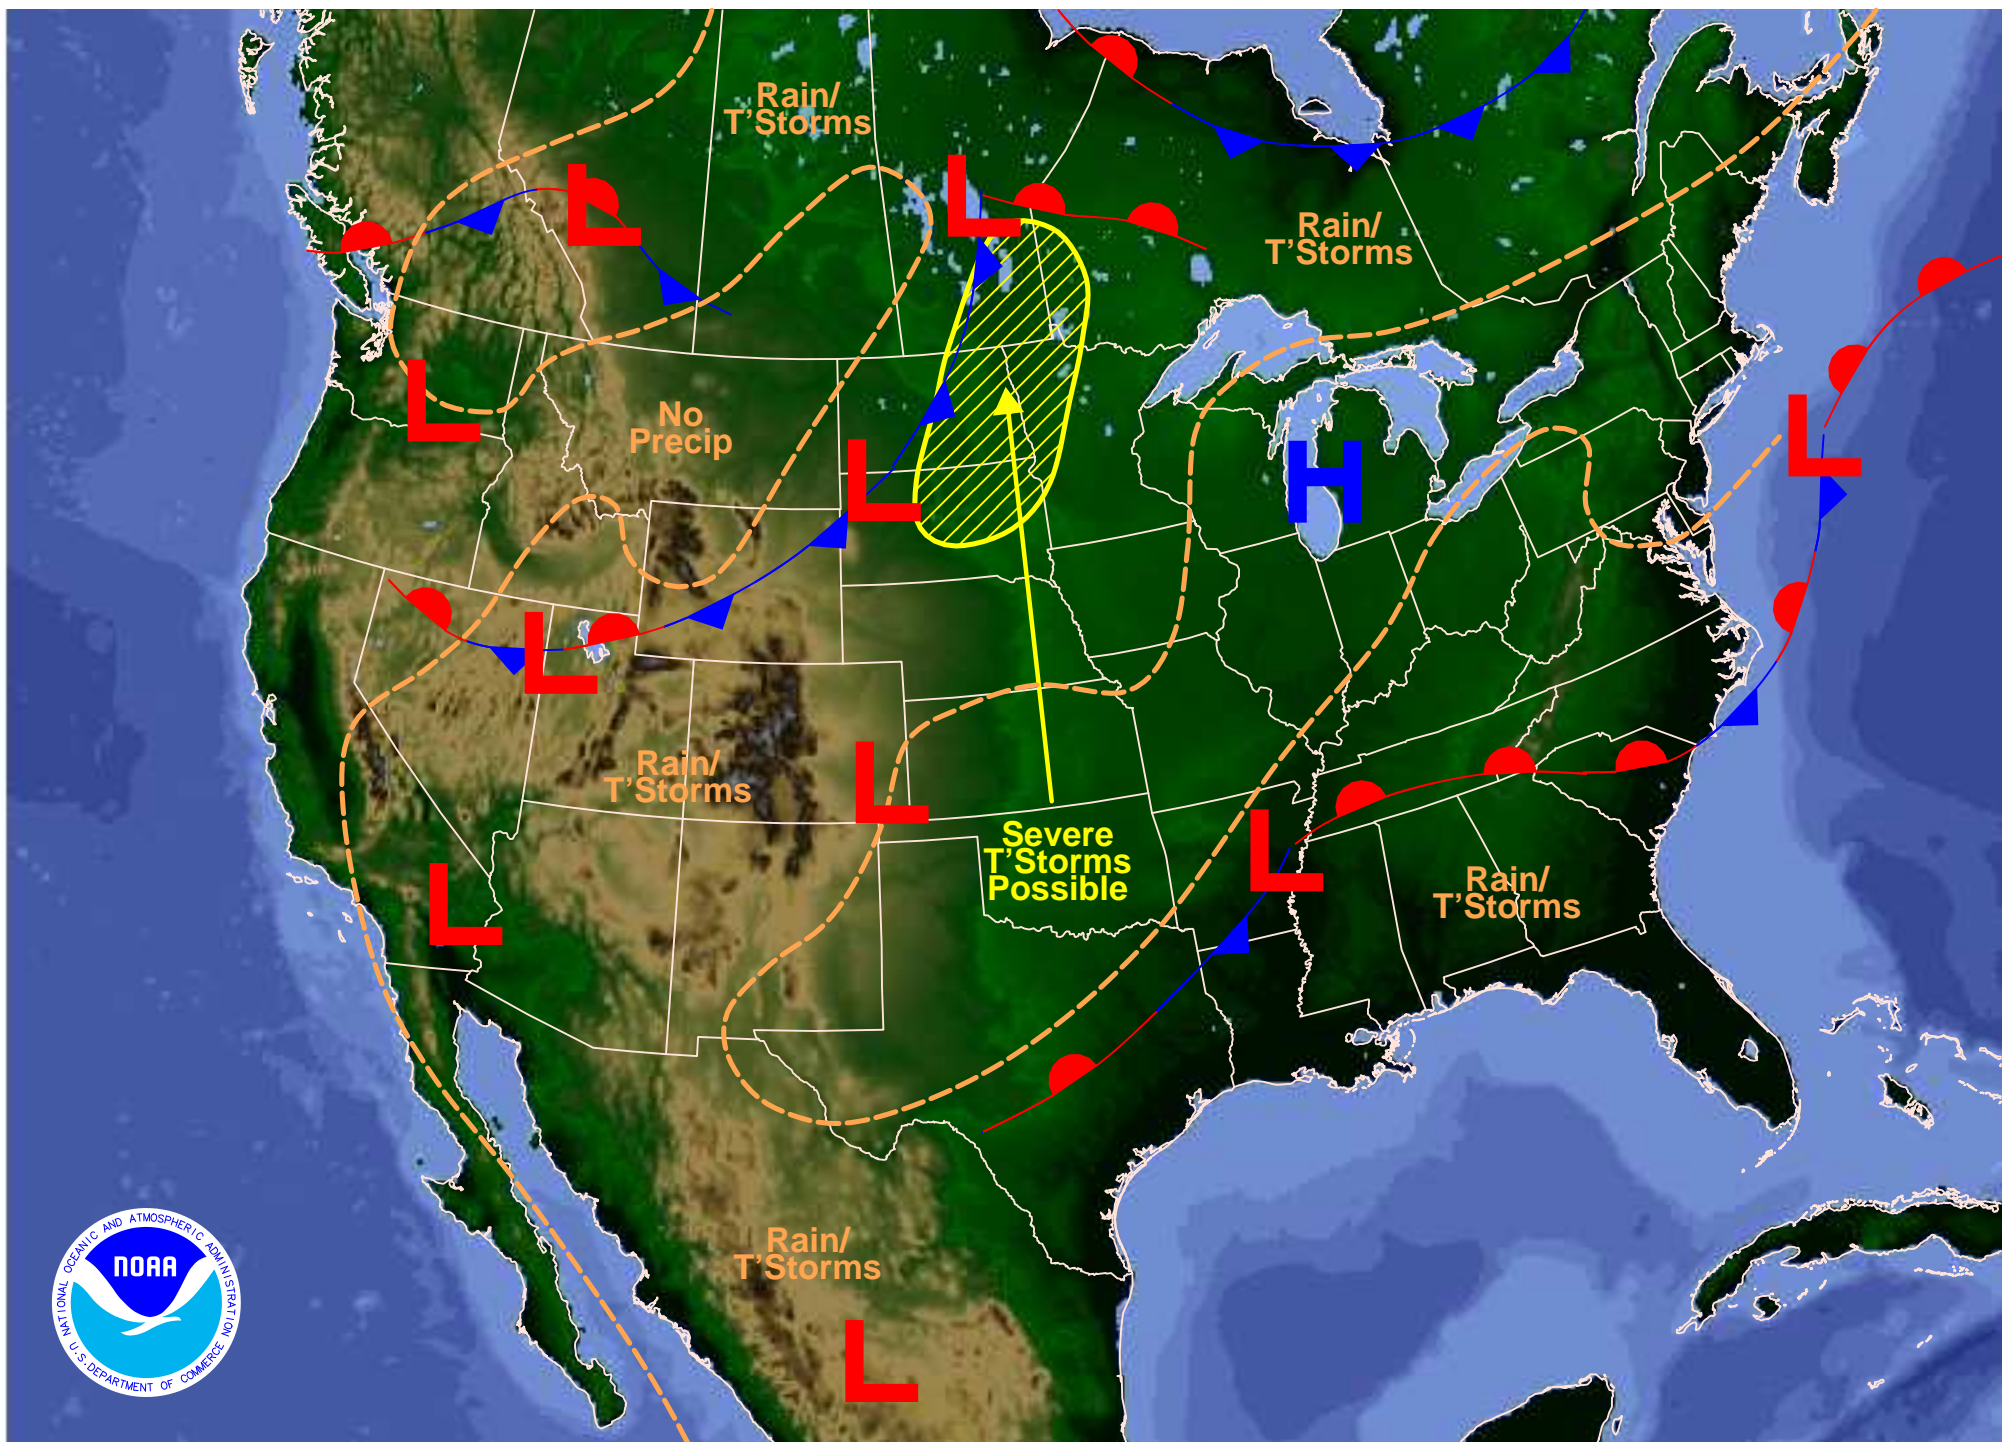 Rain/
T'Storms
L
L
Rain/
T'Storms
L
No
Precip
L
L
H
L
Rain/
T'Storms
L
L
Severe
T'Storms
Possible
L
Rain/
T'Storms
L
Rain/
T'Storms
L
NATIONAL OCEANIC AND ATMOSPHERIC ADMINISTRATION
NOAA
U.S. DEPARTMENT OF COMMERCE